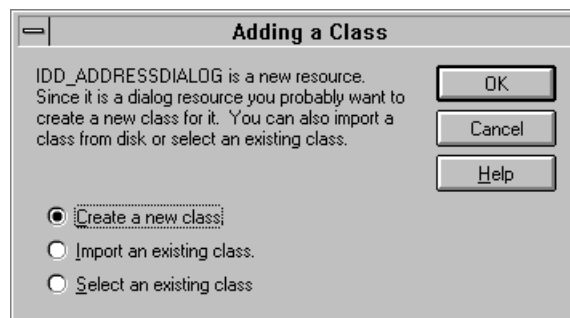 Adding a Class
IDD_ADDRESSDIALOG is a new resource.
Since it is a dialog resource you probably want to
create a new class for it. You can also import a
class from disk or select an existing class.
OK
Cancel
Help
Create a new class
Import an existing class.
Select an existing class